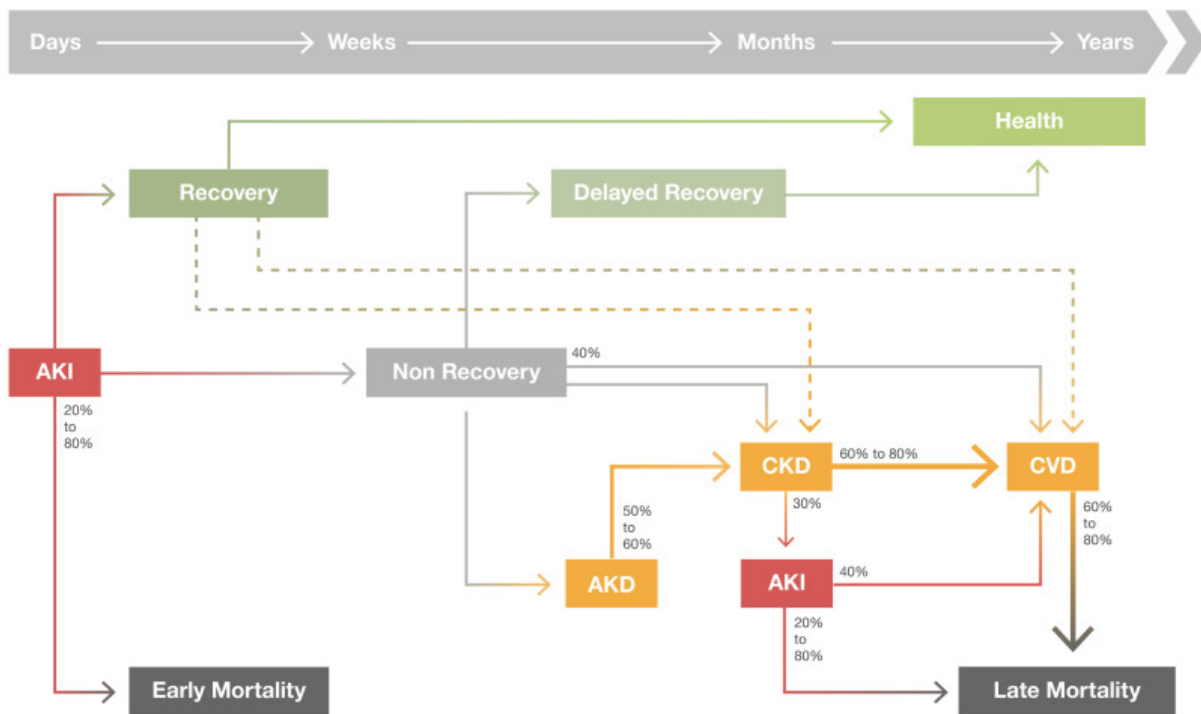 Days
Weeks
Months
Years
Health
Recovery
Delayed Recovery
AKI
20%
to
80%
Non Recovery
40%
CKD
60% to 80%
CVD
30%
60%
to
80%
50%
to
60%
AKD
AKI
40%
20%
to
80%
Early Mortality
Late Mortality